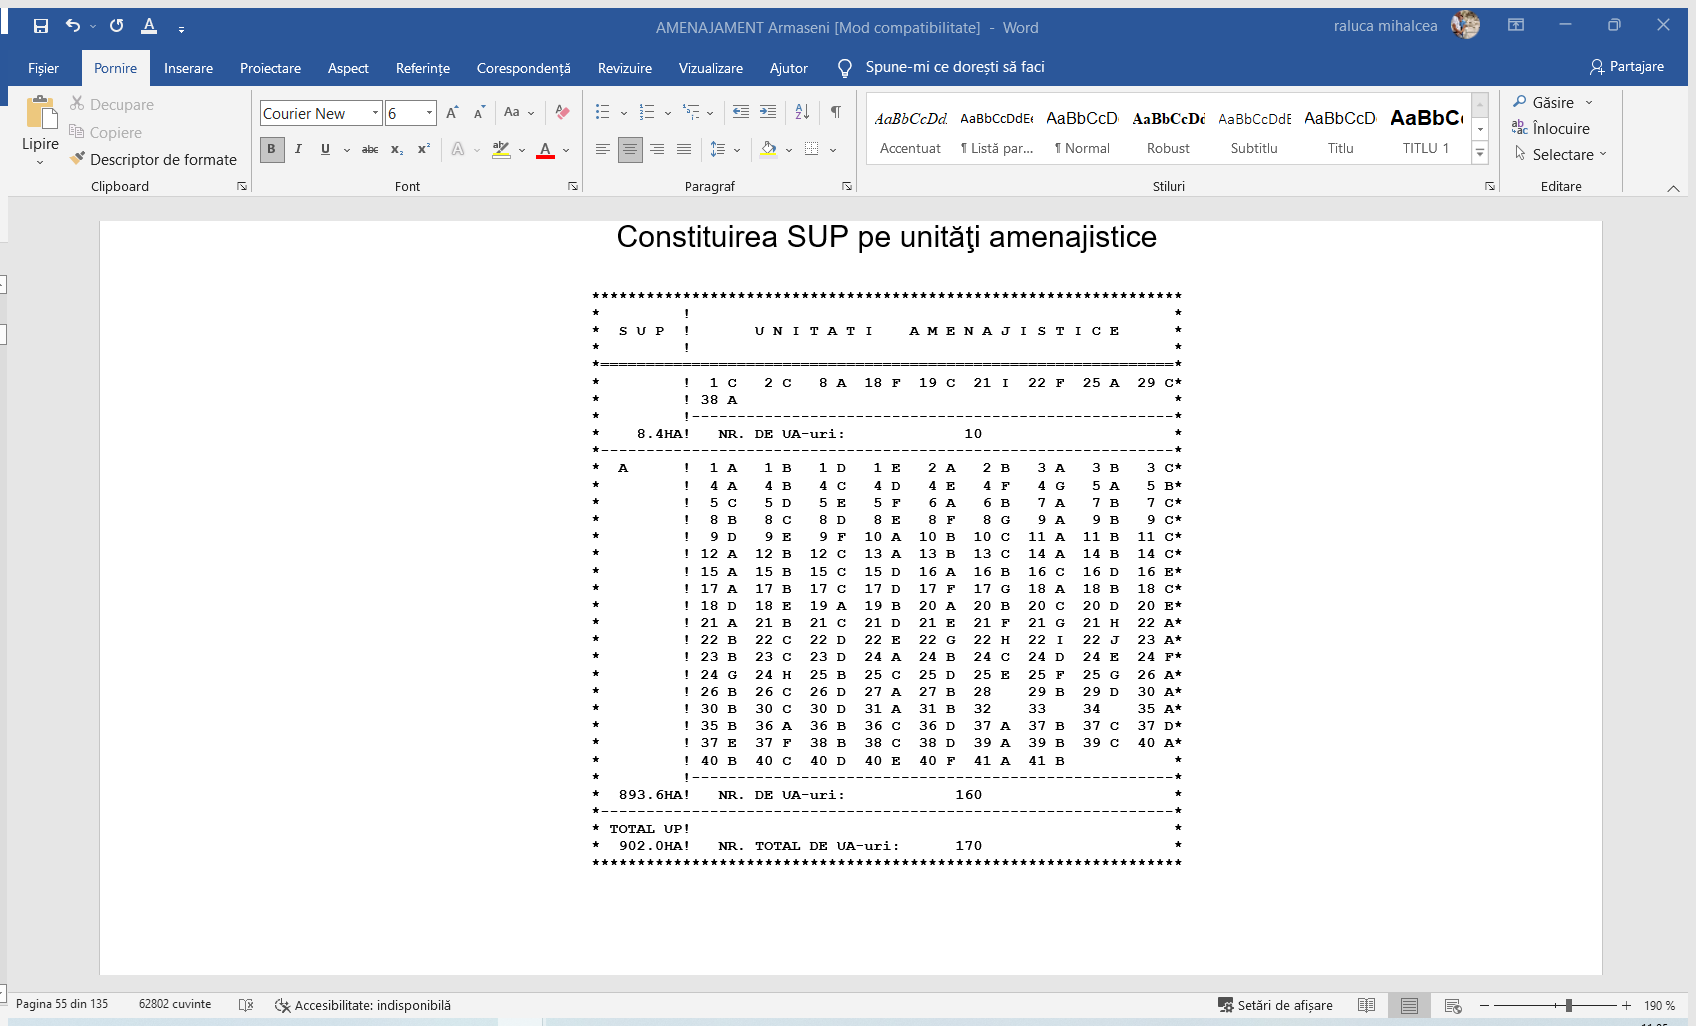 AMENAJAMENT Armaseni [Mod compatibilitate] - Word
raluca mihalcea
Fișier Pornire Inserare Proiectare Aspect Referințe Corespondență Revizuire Vizualizare Ajutor Spune-mi ce dorești să faci Partajare
Lipire
Decupare
Copiere
Descriptor de formate
Clipboard
Courier New 6
Font
Paragraf
AaBbCcDd. AaBbCcDdEe AaBbCcD AaBbCcDd AaBbCcDdE AaBbCcD AaBbC
Accentuat ¶ Listă par... ¶ Normal Robust Subtitlu Titlu TITLU 1
Stiluri
Găsire
Înlocuire
Selectare
Editare
Constituirea SUP pe unităţi amenajistice
*****************************************************************
*         !                                                     *
*  S U P  !       U N I T A T I    A M E N A J I S T I C E      *
*         !                                                     *
*===============================================================*
*         !  1 C   2 C   8 A  18 F  19 C  21 I  22 F  25 A  29 C*
*         ! 38 A                                                *
*         !-----------------------------------------------------*
*    8.4HA!   NR. DE UA-uri:             10                     *
*---------------------------------------------------------------*
*  A      !  1 A   1 B   1 D   1 E   2 A   2 B   3 A   3 B   3 C*
*         !  4 A   4 B   4 C   4 D   4 E   4 F   4 G   5 A   5 B*
*         !  5 C   5 D   5 E   5 F   6 A   6 B   7 A   7 B   7 C*
*         !  8 B   8 C   8 D   8 E   8 F   8 G   9 A   9 B   9 C*
*         !  9 D   9 E   9 F  10 A  10 B  10 C  11 A  11 B  11 C*
*         ! 12 A  12 B  12 C  13 A  13 B  13 C  14 A  14 B  14 C*
*         ! 15 A  15 B  15 C  15 D  16 A  16 B  16 C  16 D  16 E*
*         ! 17 A  17 B  17 C  17 D  17 F  17 G  18 A  18 B  18 C*
*         ! 18 D  18 E  19 A  19 B  20 A  20 B  20 C  20 D  20 E*
*         ! 21 A  21 B  21 C  21 D  21 E  21 F  21 G  21 H  22 A*
*         ! 22 B  22 C  22 D  22 E  22 G  22 H  22 I  22 J  23 A*
*         ! 23 B  23 C  23 D  24 A  24 B  24 C  24 D  24 E  24 F*
*         ! 24 G  24 H  25 B  25 C  25 D  25 E  25 F  25 G  26 A*
*         ! 26 B  26 C  26 D  27 A  27 B  28    29 B  29 D  30 A*
*         ! 30 B  30 C  30 D  31 A  31 B  32    33    34    35 A*
*         ! 35 B  36 A  36 B  36 C  36 D  37 A  37 B  37 C  37 D*
*         ! 37 E  37 F  38 B  38 C  38 D  39 A  39 B  39 C  40 A*
*         ! 40 B  40 C  40 D  40 E  40 F  41 A  41 B            *
*         !-----------------------------------------------------*
*  893.6HA!   NR. DE UA-uri:            160                     *
*---------------------------------------------------------------*
* TOTAL UP!                                                     *
*  902.0HA!   NR. TOTAL DE UA-uri:      170                     *
*****************************************************************
Pagina 55 din 135 62802 cuvinte Accesibilitate: indisponibilă Setări de afișare 190 %